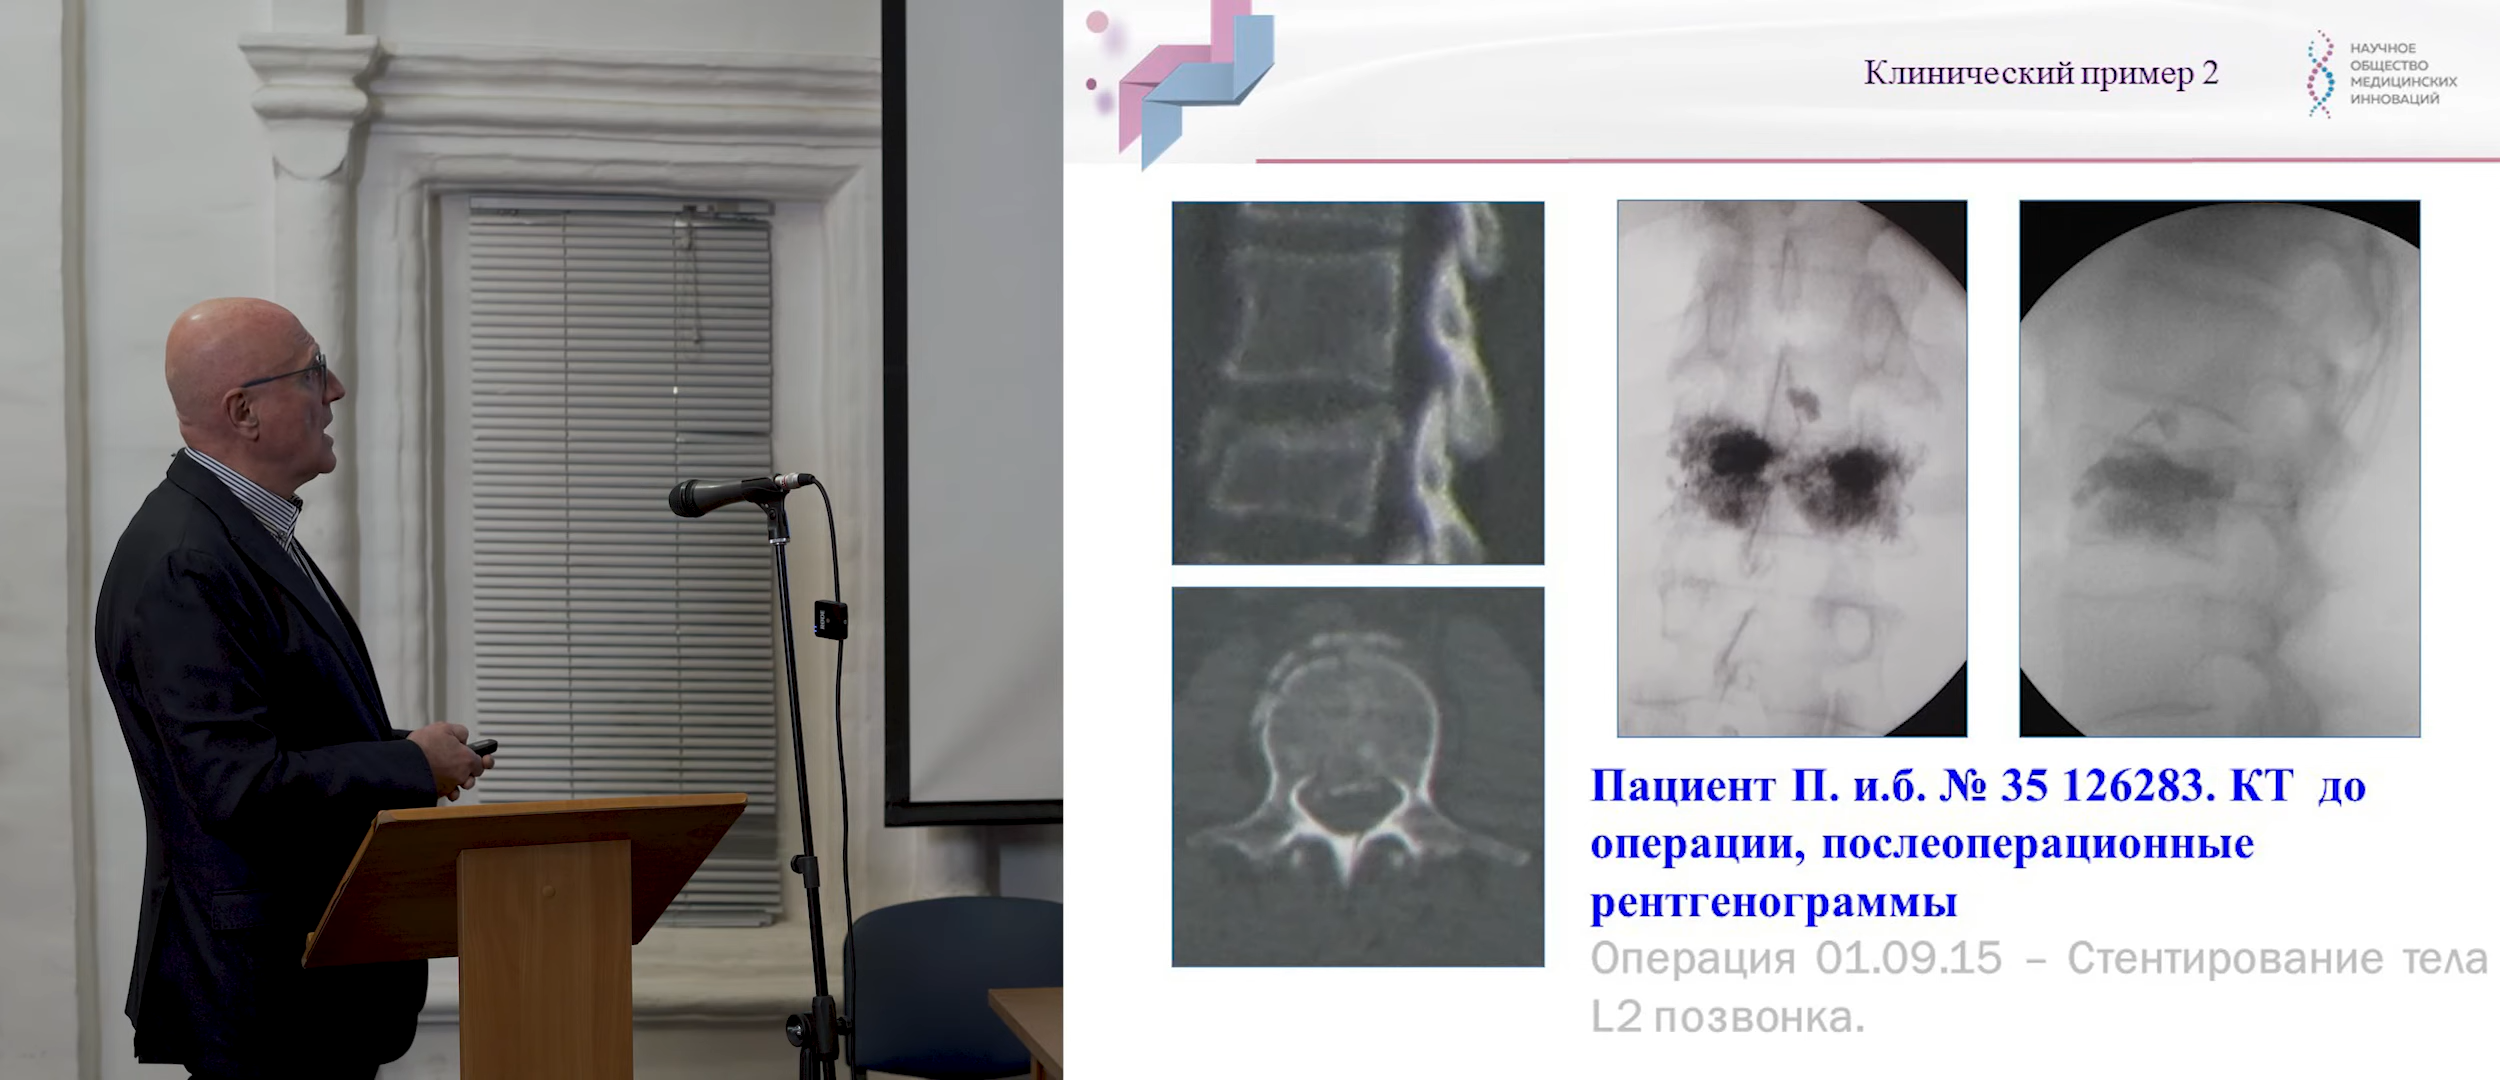 Клинический пример 2
НАУЧНОЕ
ОБЩЕСТВО
МЕДИЦИНСКИХ
ИННОВАЦИЙ
RODE
Пациент П. и.б. № 35 126283. КТ до
операции, послеоперационные
рентгенограммы
Операция 01.09.15 – Стентирование тела
L2 позвонка.